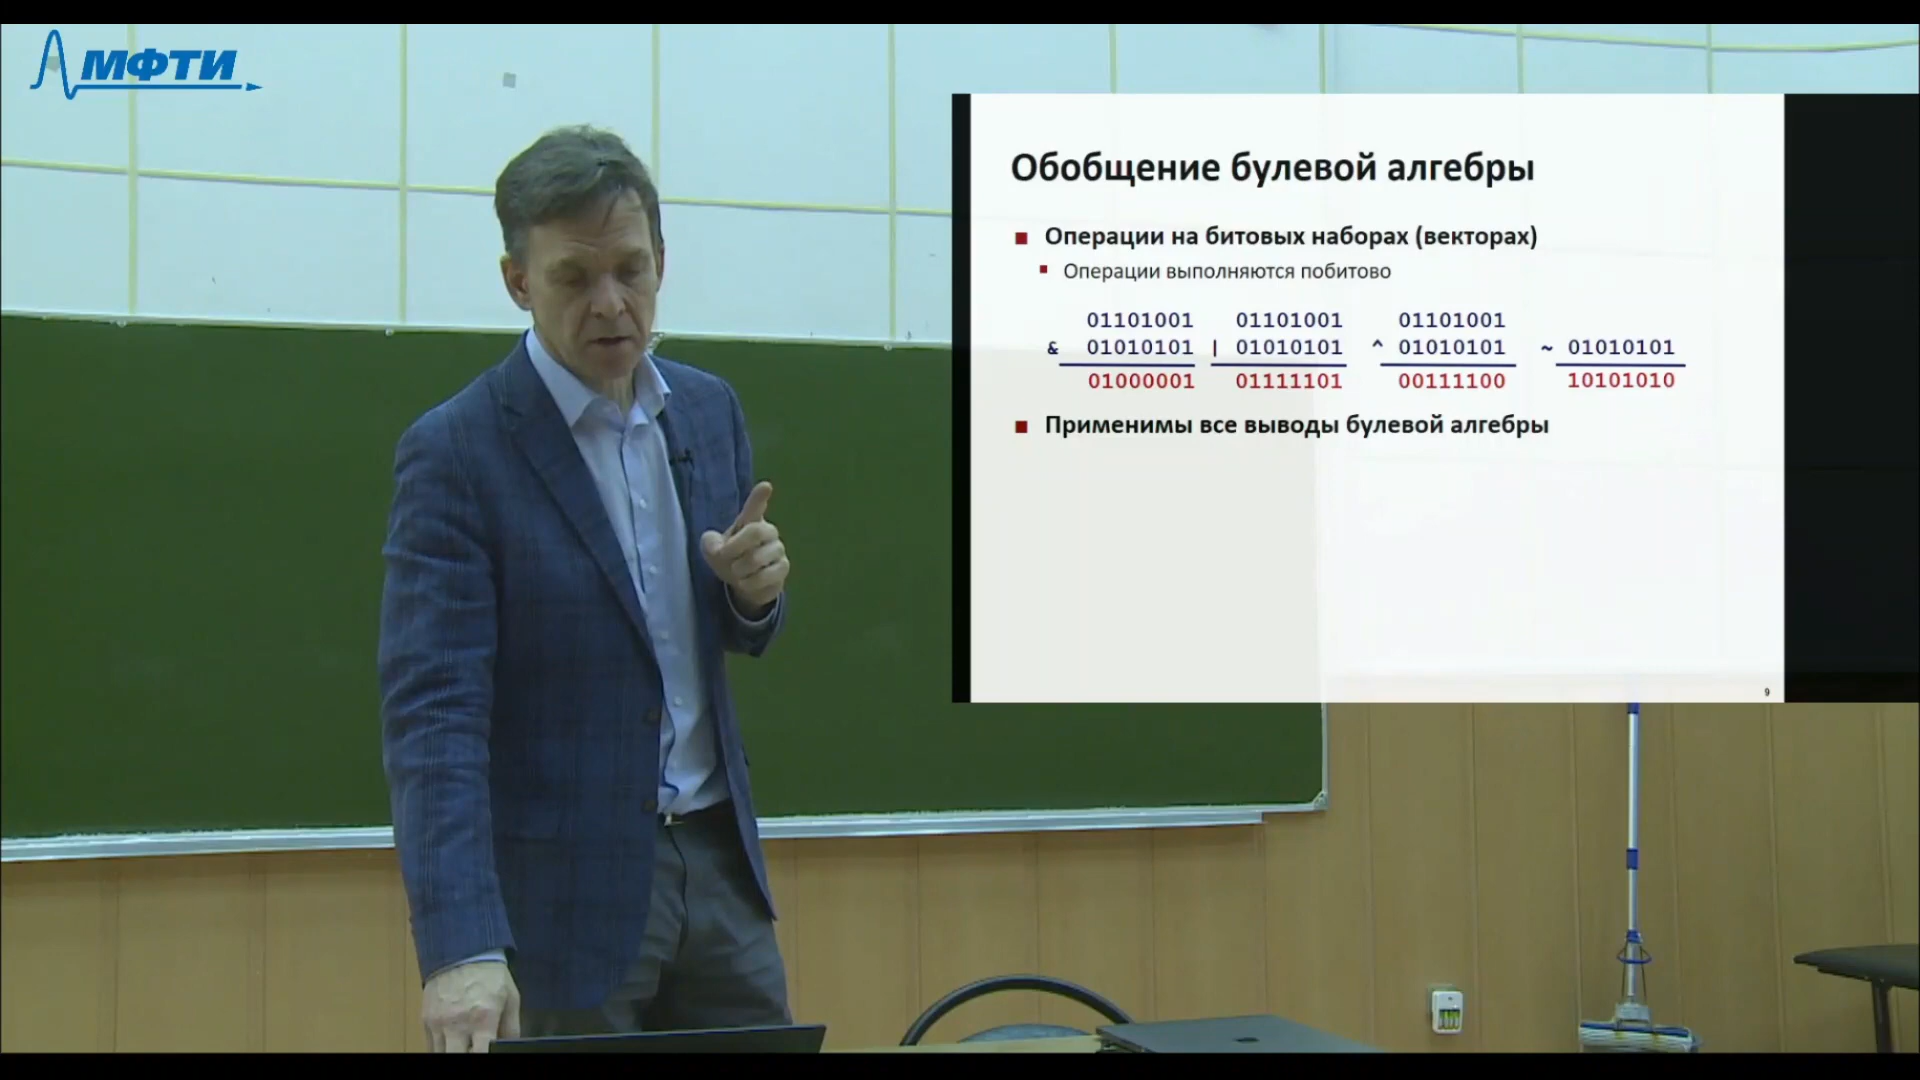 МФТИ
Обобщение булевой алгебры
Операции на битовых наборах (векторах)
Операции выполняются побитово
01101001 01101001 01101001
& 01010101 | 01010101 ^ 01010101 ~ 01010101
01000001 01111101 00111100 10101010
Применимы все выводы булевой алгебры
9